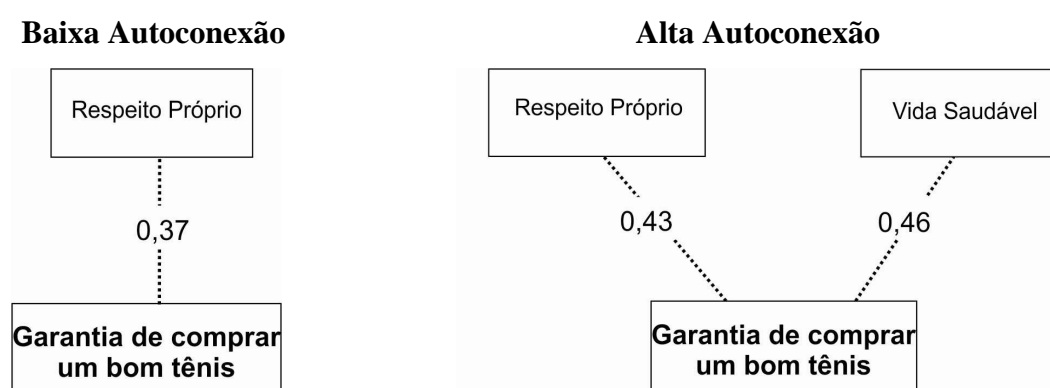 Baixa Autoconexão
Respeito Próprio
0,37
Garantia de comprar
um bom tênis
Alta Autoconexão
Respeito Próprio
Vida Saudável
0,43
0,46
Garantia de comprar
um bom tênis